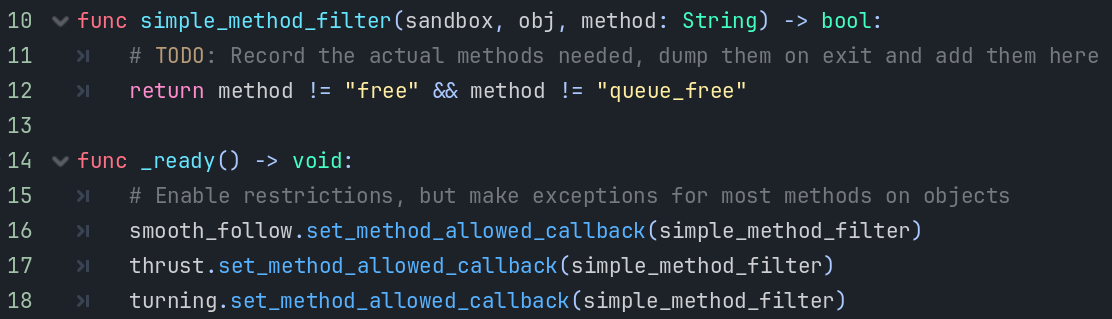 10 func simple_method_filter(sandbox, obj, method: String) -> bool:
11 # TODO: Record the actual methods needed, dump them on exit and add them here
12 return method != "free" && method != "queue_free"
13
14 func _ready() -> void:
15 # Enable restrictions, but make exceptions for most methods on objects
16 smooth_follow.set_method_allowed_callback(simple_method_filter)
17 thrust.set_method_allowed_callback(simple_method_filter)
18 turning.set_method_allowed_callback(simple_method_filter)